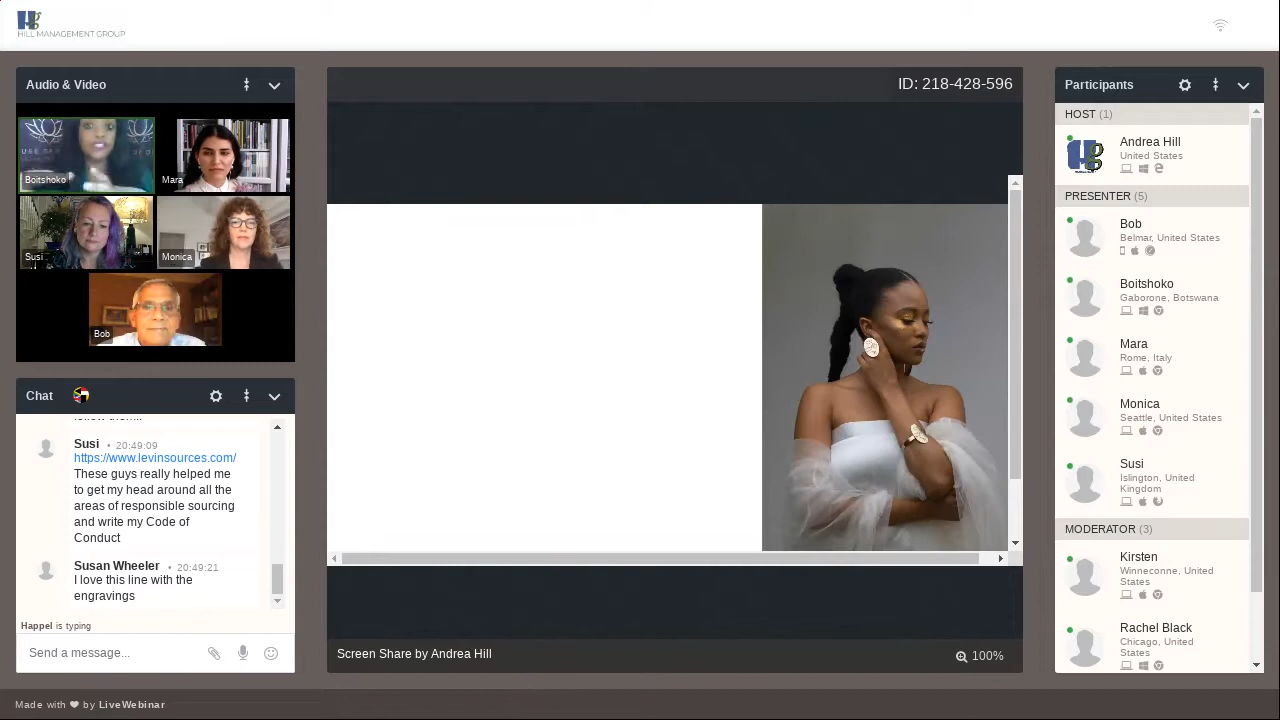 Hg
HILL MANAGEMENT GROUP
Audio & Video
Boitshoko
Mara
Susi
Monica
Bob
Chat
Susi • 20:49:09
https://www.levinsources.com/
These guys really helped me
to get my head around all the
areas of responsible sourcing
and write my Code of
Conduct
Susan Wheeler • 20:49:21
I love this line with the
engravings
Happel is typing
Send a message...
ID: 218-428-596
Screen Share by Andrea Hill
100%
Participants
HOST (1)
Hg
Andrea Hill
United States
PRESENTER (5)
Bob
Belmar, United States
Boitshoko
Gaborone, Botswana
Mara
Rome, Italy
Monica
Seattle, United States
Susi
Islington, United
Kingdom
MODERATOR (3)
Kirsten
Winneconne, United
States
Rachel Black
Chicago, United
States
Made with ❤ by LiveWebinar